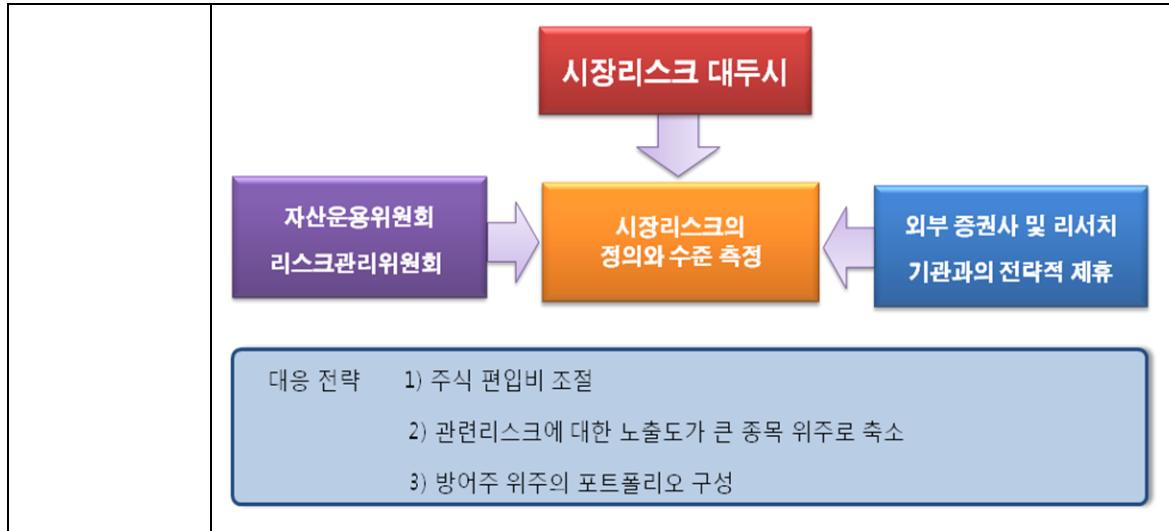 시장리스크 대두시
자산운용위원회
리스크관리위원회
시장리스크의
정의와 수준 측정
외부 증권사 및 리서치
기관과의 전략적 제휴
대응 전략 1) 주식 편입비 조절
2) 관련리스크에 대한 노출도가 큰 종목 위주로 축소
3) 방어주 위주의 포트폴리오 구성